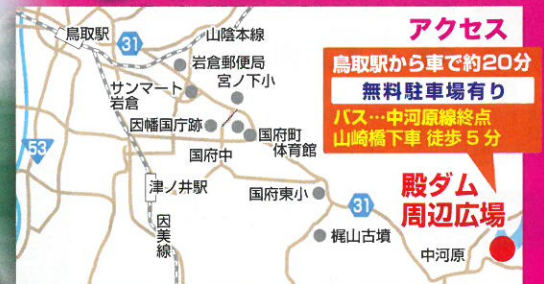 アクセス
鳥取駅から車で約20分
無料駐車場有り
バス…中河原線終点
山崎橋下車 徒歩5分
殿ダム
周辺広場
鳥取駅
31
山陰本線
岩倉郵便局
宮ノ下小
サンマート
岩倉
因幡国庁跡
国府町
体育館
国府中
53
津ノ井駅
因美線
国府東小
31
梶山古墳
中河原